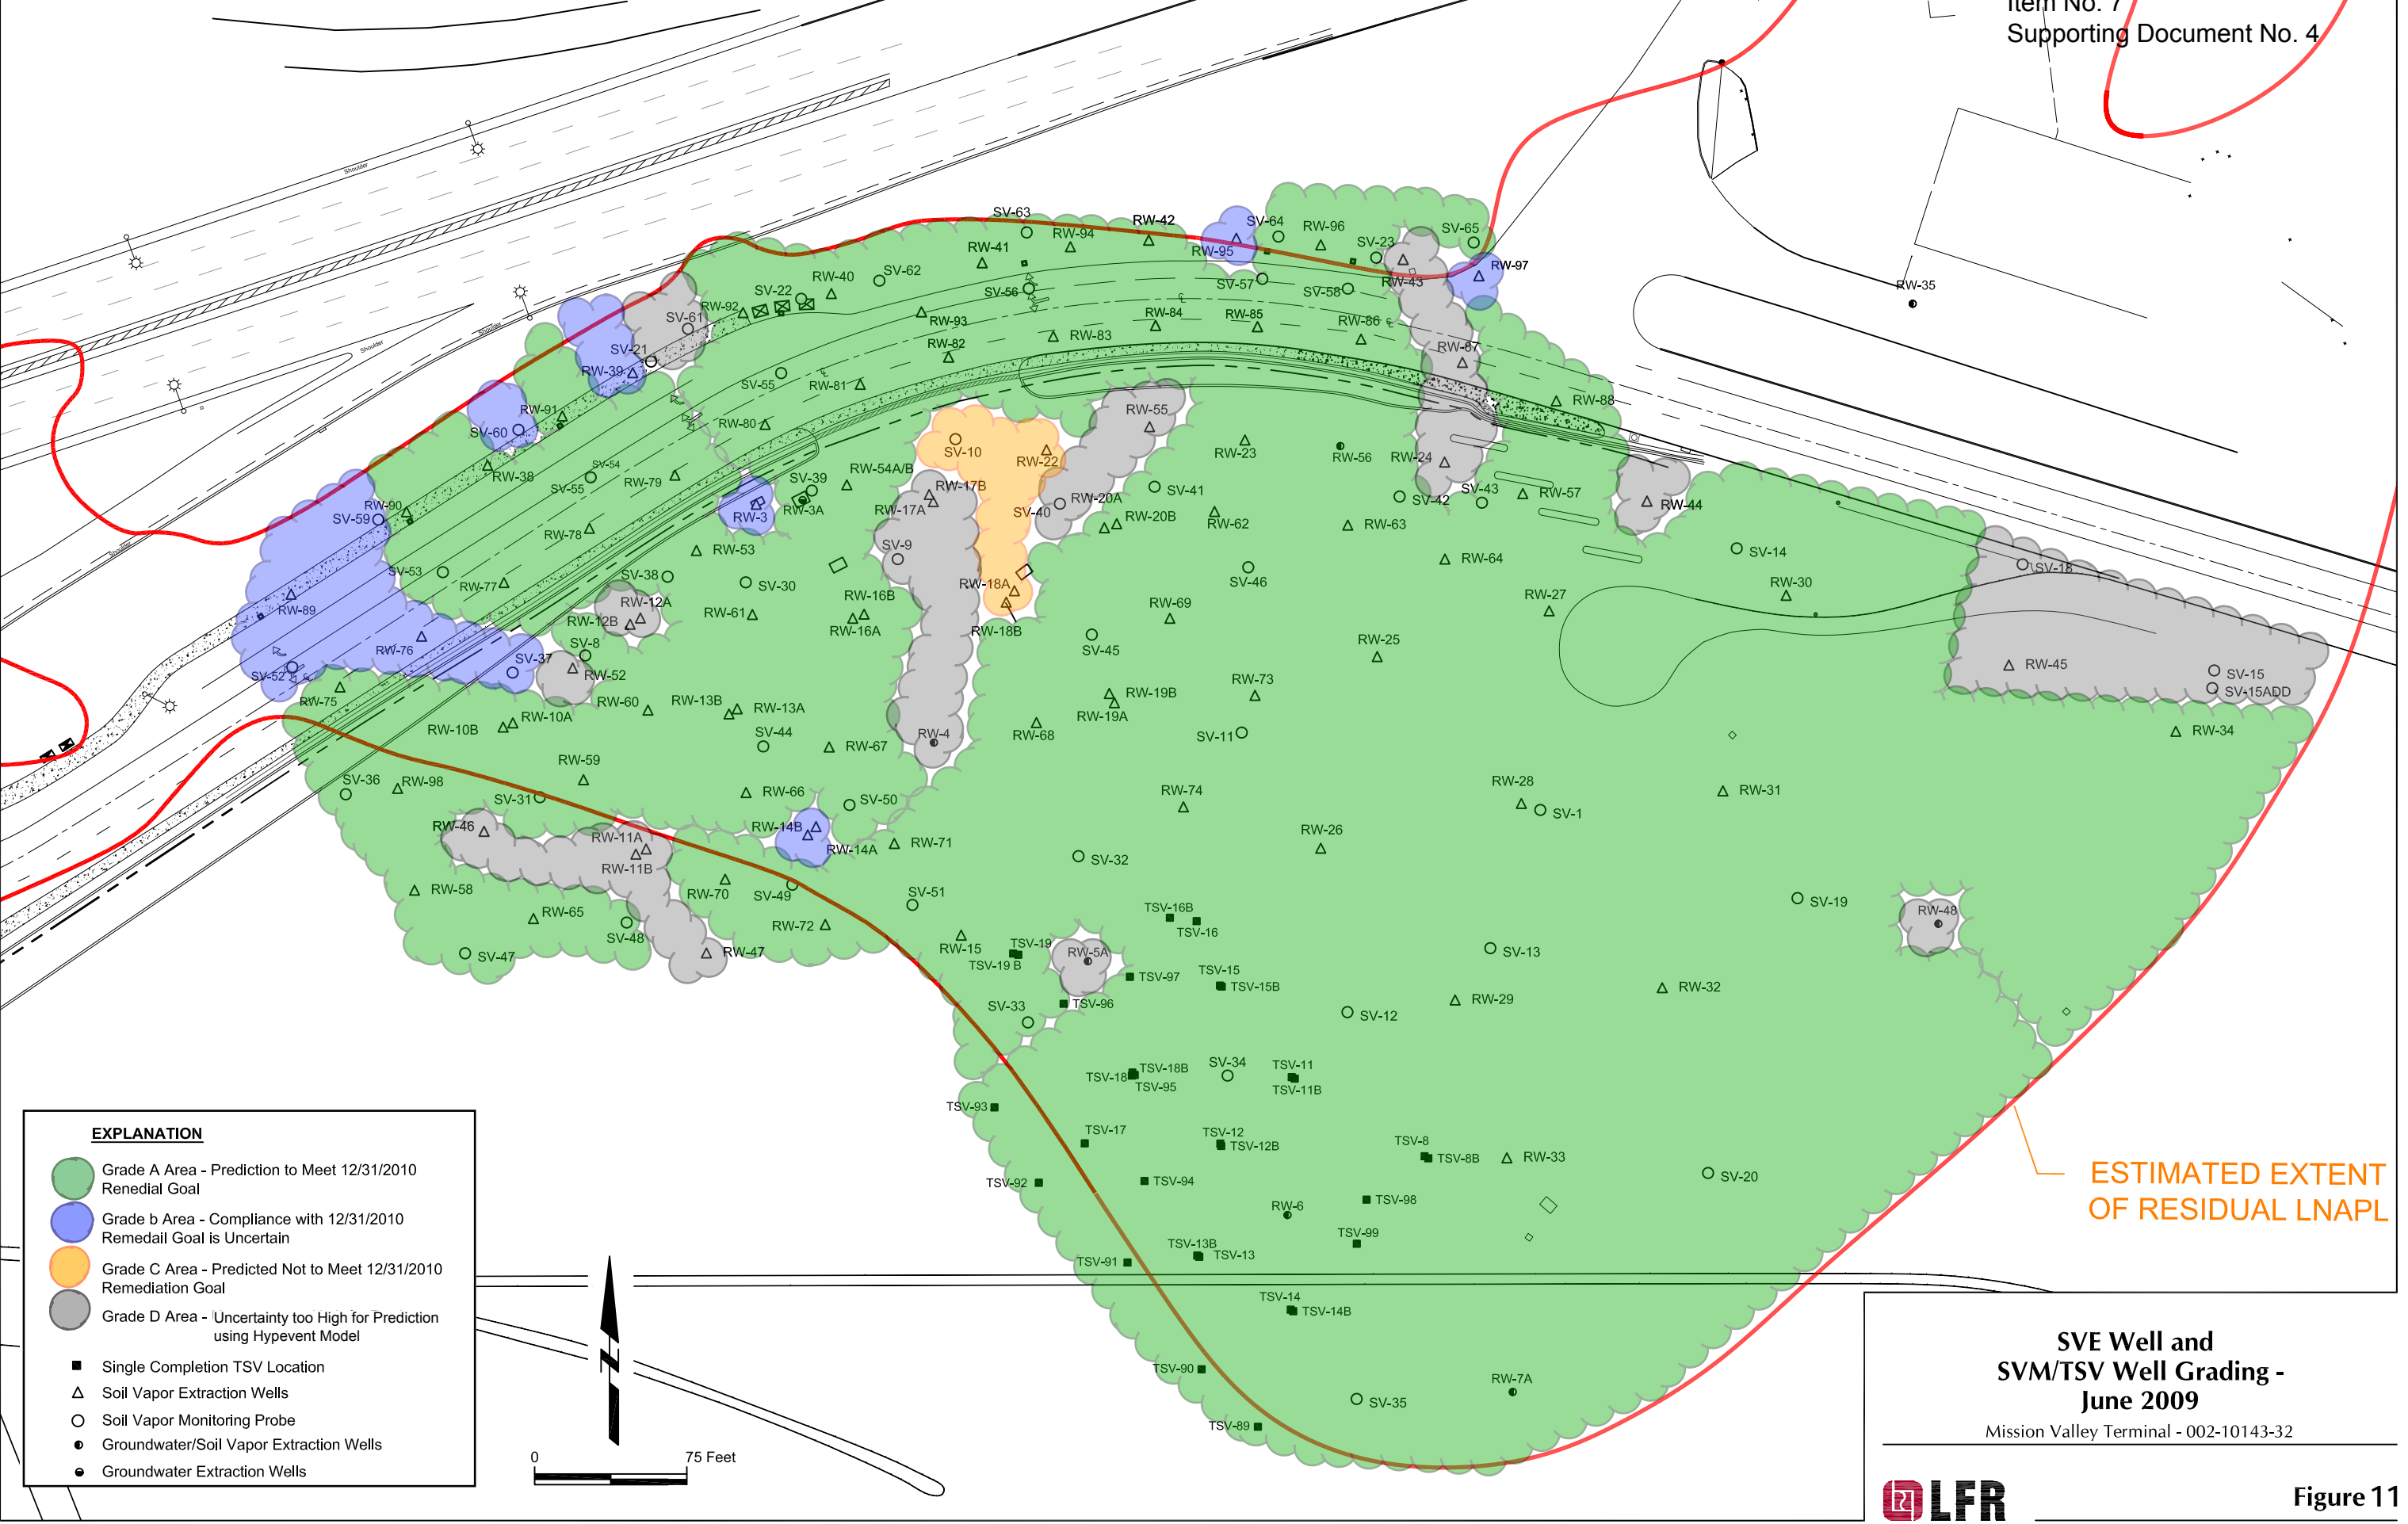 Item No. 7
Supporting Document No. 4
Shoulder
Shoulder
Shoulder
Shoulder
SV-63
RW-42
SV-64
RW-94
RW-96
SV-65
RW-41
RW-95
SV-23
RW-97
SV-62
RW-40
SV-22
SV-56
SV-57
SV-58
RW-43
RW-35
RW-92
SV-61
RW-93
RW-84
RW-85
RW-86
RW-82
RW-83
SV-21
RW-87
RW-39
SV-55
RW-81
RW-88
RW-91
RW-55
RW-80
SV-60
SV-10
RW-22
RW-23
RW-56
RW-24
SV-54
RW-54A/B
RW-38
SV-39
RW-79
SV-55
RW-17B
SV-41
SV-43
RW-57
RW-20A
SV-42
RW-90
RW-3A
RW-17A
SV-40
RW-44
SV-59
RW-3
RW-20B
RW-62
RW-63
RW-78
SV-9
RW-53
SV-14
RW-64
SV-18
SV-53
SV-38
SV-30
RW-18A
SV-46
RW-30
RW-77
RW-16B
RW-27
RW-12A
RW-69
RW-89
RW-61
RW-12B
RW-16A
RW-18B
RW-25
SV-8
SV-45
RW-76
SV-37
RW-45
SV-52
RW-52
SV-15
RW-73
SV-15ADD
RW-75
RW-60
RW-13B
RW-13A
RW-19B
RW-10A
RW-19A
RW-10B
SV-44
RW-4
RW-68
SV-11
RW-34
RW-67
RW-59
SV-36
RW-98
RW-28
RW-74
RW-31
RW-66
SV-31
SV-50
SV-1
RW-46
RW-14B
RW-26
RW-11A
RW-71
RW-14A
SV-32
RW-11B
RW-58
RW-70
SV-49
SV-51
SV-19
TSV-16B
RW-65
RW-48
RW-72
TSV-16
SV-48
RW-15
TSV-19
RW-47
RW-5A
SV-13
SV-47
TSV-19 B
TSV-15
TSV-97
TSV-15B
RW-32
RW-29
TSV-96
SV-33
SV-12
SV-34
TSV-11
TSV-18B
TSV-18
TSV-95
TSV-11B
TSV-93
TSV-17
TSV-12
TSV-8
TSV-12B
RW-33
TSV-8B
SV-20
TSV-94
TSV-92
TSV-98
RW-6
TSV-99
TSV-13B
TSV-13
TSV-91
TSV-14
TSV-14B
TSV-90
RW-7A
SV-35
TSV-89
ESTIMATED EXTENT
OF RESIDUAL LNAPL
EXPLANATION
Grade A Area - Prediction to Meet 12/31/2010
Renedial Goal
Grade b Area - Compliance with 12/31/2010
Remedail Goal is Uncertain
Grade C Area - Predicted Not to Meet 12/31/2010
Remediation Goal
Grade D Area - Uncertainty too High for Prediction
using Hypevent Model
Single Completion TSV Location
Soil Vapor Extraction Wells
Soil Vapor Monitoring Probe
Groundwater/Soil Vapor Extraction Wells
Groundwater Extraction Wells
N
0 75 Feet
SVE Well and
SVM/TSV Well Grading -
June 2009
Mission Valley Terminal - 002-10143-32
LFR
Figure 11